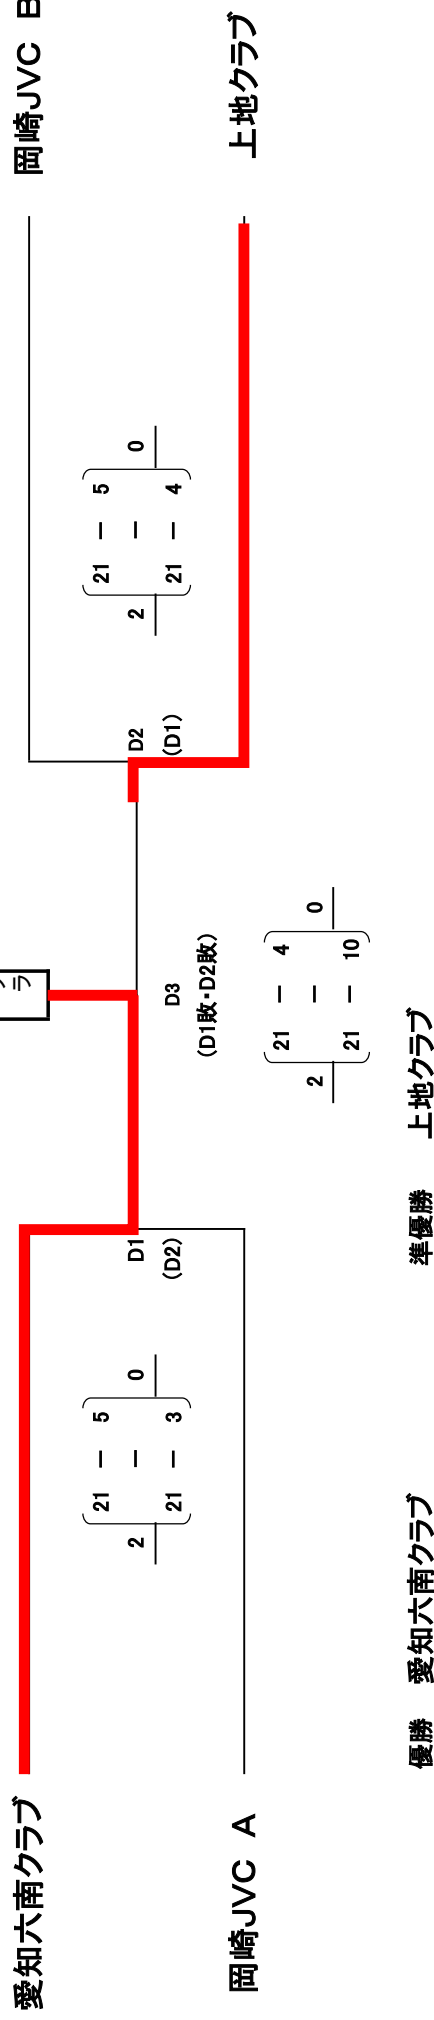 愛知六南クラブ
ラ
岡崎JVC B
21 － 5
21 － 5
2 － 0
D1
D2
2 － 0
21 － 3
(D2)
D3
(D1)
21 － 4
(D1敗・D2敗)
岡崎JVC A
上地クラブ
21 － 4
2 － 0
21 － 10
優勝 愛知六南クラブ 準優勝 上地クラブ